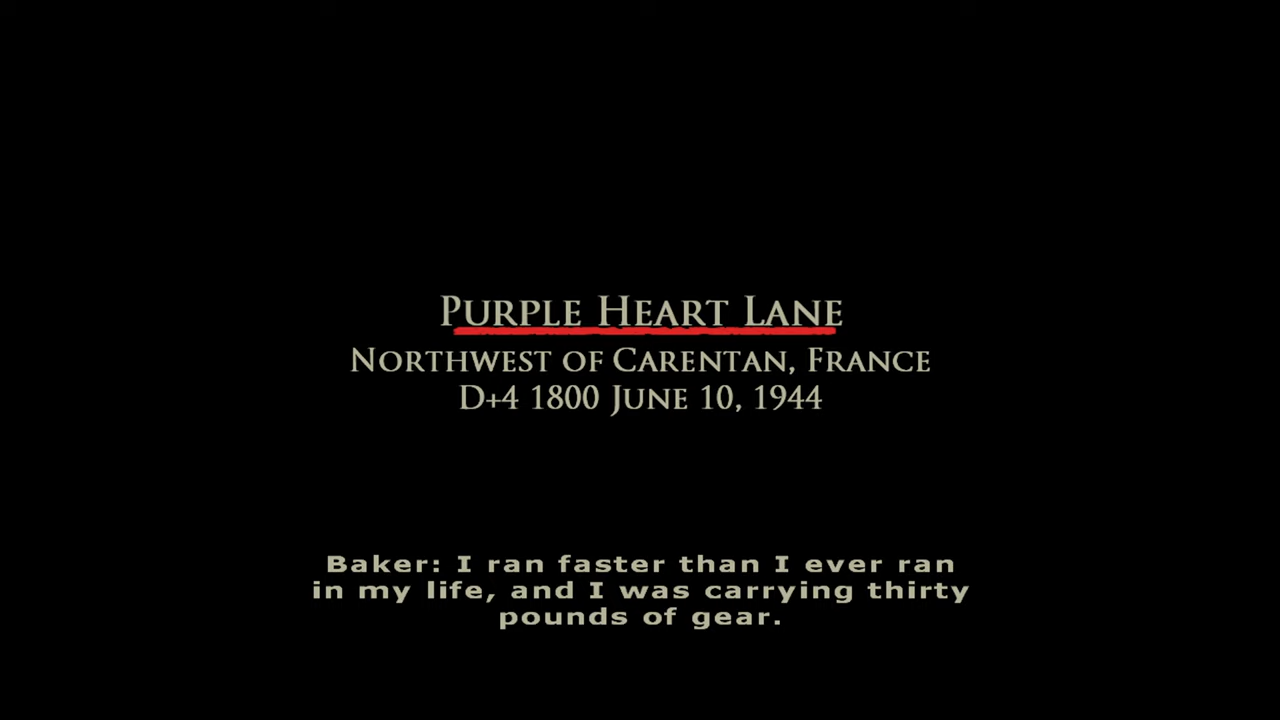 Purple Heart Lane
Northwest of Carentan, France
D+4 1800 June 10, 1944
Baker: I ran faster than I ever ran
in my life, and I was carrying thirty
pounds of gear.